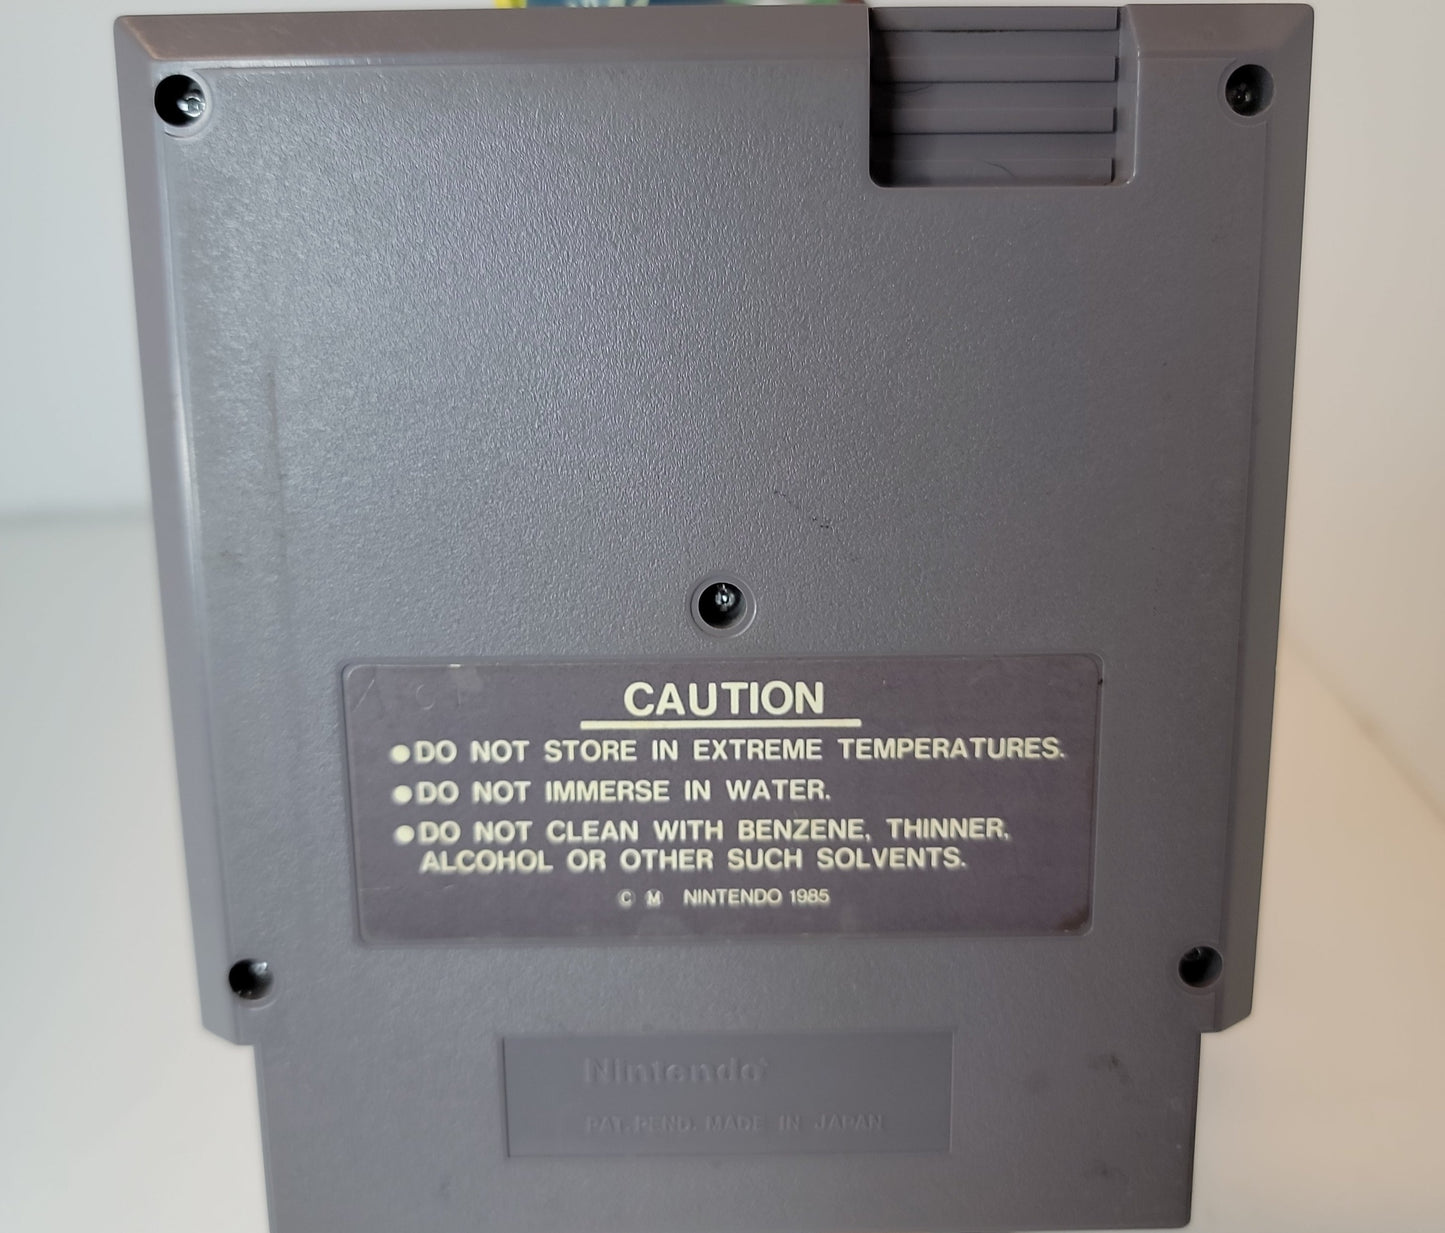 CAUTION
●DO NOT STORE IN EXTREME TEMPERATURES.
●DO NOT IMMERSE IN WATER.
●DO NOT CLEAN WITH BENZENE, THINNER,
ALCOHOL OR OTHER SUCH SOLVENTS.
C M NINTENDO 1985
Nintendo®
PAT. PEND. MADE IN JAPAN